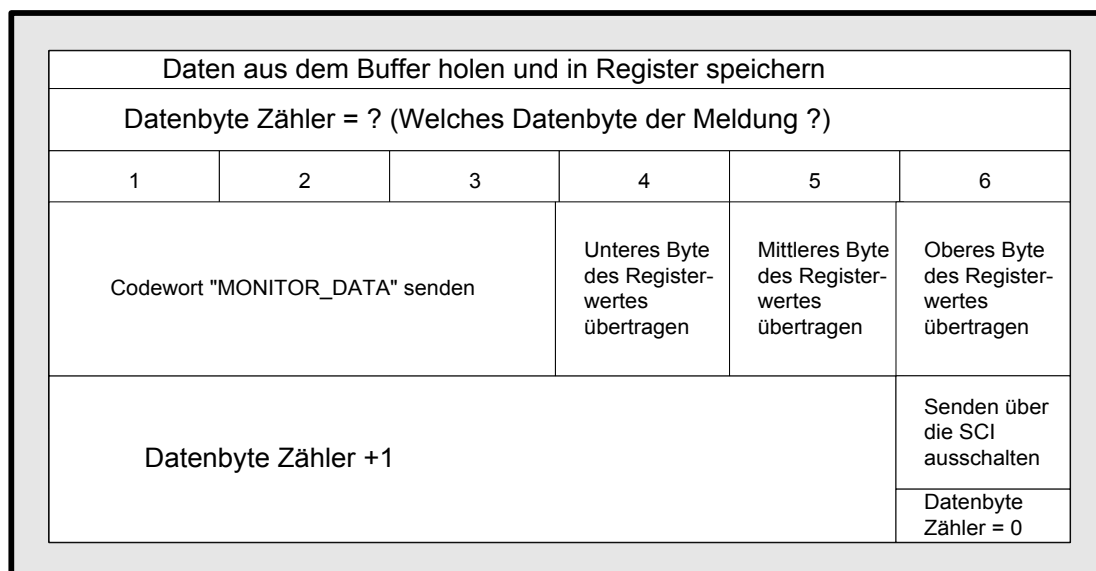 Daten aus dem Buffer holen und in Register speichern
Datenbyte Zähler = ? (Welches Datenbyte der Meldung ?)
1 2 3 4 5 6
Codewort "MONITOR_DATA" senden
Unteres Byte
des Register-
wertes
übertragen
Mittleres Byte
des Register-
wertes
übertragen
Oberes Byte
des Register-
wertes
übertragen
Datenbyte Zähler +1
Senden über
die SCI
ausschalten
Datenbyte
Zähler = 0